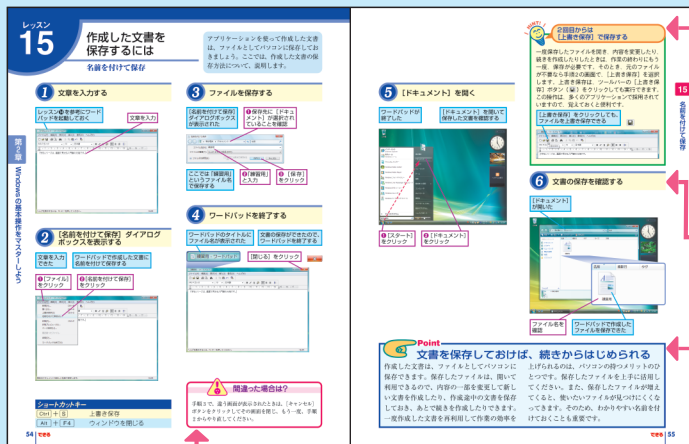 レッスン
15
作成した文書を
保存するには
名前を付けて保存
アプリケーションを使って作成した文書
は、ファイルとしてパソコンに保存してお
きましょう。ここでは、作成した文書の保
存方法について、説明します。
第2章 Windowsの基本操作をマスターしよう
1 文章を入力する
レッスン
を参考にワード
パッドを起動しておく
文章を入力
2 [名前を付けて保存]ダイアログ
ボックスを表示する
文章を入力
できた
ワードパッドで作成した文書に
名前を付けて保存する
❶[ファイル]
をクリック
❷[名前を付けて保存]
をクリック
ショートカットキー
Ctrl + S 上書き保存
Alt + F4 ウィンドウを閉じる
54 できる
3 ファイルを保存する
[名前を付けて保存]
ダイアログボックス
が表示された
❶保存先に[ドキュ
メント]が選択され
ていることを確認
ここでは「練習用」
というファイル名
で保存する
❷「練習用」
と入力
❸[保存]
をクリック
4 ワードパッドを終了する
ワードパッドのタイトルに
ファイル名が表示された
文書の保存ができたので、
ワードパッドを終了する
[閉じる]をクリック
間違った場合は?
手順3で、違う画面が表示されたときは、[キャンセル]
ボタンをクリックしてその画面を閉じ、もう一度、手順
2からやり直してください。
5 [ドキュメント]を開く
ワードパッドが
終了した
[ドキュメント]を開いて
保存した文書を確認する
❶[スタート]
をクリック
❷[ドキュメント]
をクリック
HINT!
2回目からは
[上書き保存]で保存する
一度保存したファイルを開き、内容を変更したり、
続きを作成したりしたときは、作業の終わりにもう
一度、保存が必要です。そのとき、元のファイル
が不要なら手順2の画面で、[上書き保存]を選択
します。上書き保存は、ツールバーの[上書き保
存]ボタン( )をクリックしても実行できます。
この操作は、多くのアプリケーションで採用されて
いますので、覚えておくと便利です。
[上書き保存]をクリックしても、
ファイルを上書き保存できる
6 文書の保存を確認する
[ドキュメント]
が開いた
ファイル名を
確認
ワードパッドで作成した
ファイルを保存できた
Point
文書を保存しておけば、続きからはじめられる
作成した文書は、ファイルとしてパソコンに
保存できます。保存したファイルは、開いて
利用できるので、内容の一部を変更して新し
い文書を作成したり、作成途中の文書を保存
しておき、あとで続きを作成したりできます。
一度作成した文書を再利用して作業の効率を
上げられるのは、パソコンの持つメリットのひ
とつです。保存したファイルを上手に活用し
てください。また、保存したファイルが増え
てくると、使いたいファイルが見つけにくくな
ってきます。そのため、わかりやすい名前を付
けておくことも重要です。
15
名前を付けて保存
できる 55